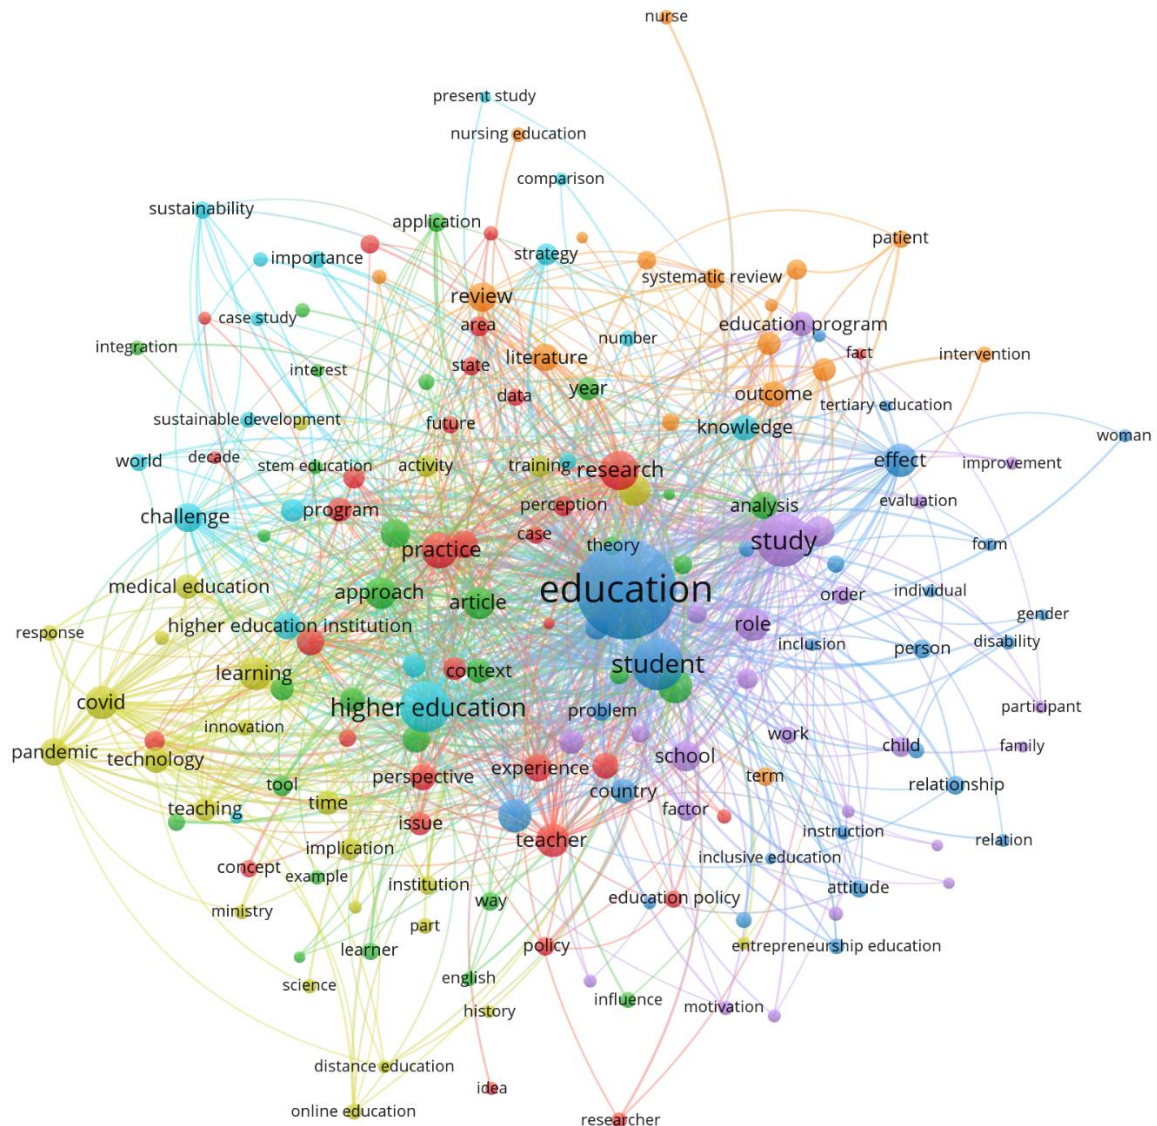 nurse
present study
nursing education
comparison
sustainability
application
patient
strategy
importance
systematic review
review
education program
case study
area
number
integration
literature
fact
intervention
state
interest
year
outcome
data
tertiary education
sustainable development
future
knowledge
woman
world
decade
stem education
activity
training
research
effect
improvement
program
perception
analysis
evaluation
challenge
case
practice
theory
study
form
medical education
approach
article
education
order
individual
gender
response
higher education institution
role
inclusion
person
disability
learning
context
student
covid
innovation
higher education
problem
participant
pandemic
technology
work
child
family
tool
perspective
experience
school
term
relationship
teaching
time
country
factor
issue
teacher
instruction
relation
implication
inclusive education
concept
example
institution
attitude
ministry
way
education policy
part
learner
policy
entrepreneurship education
science
english
influence
motivation
history
distance education
idea
online education
researcher